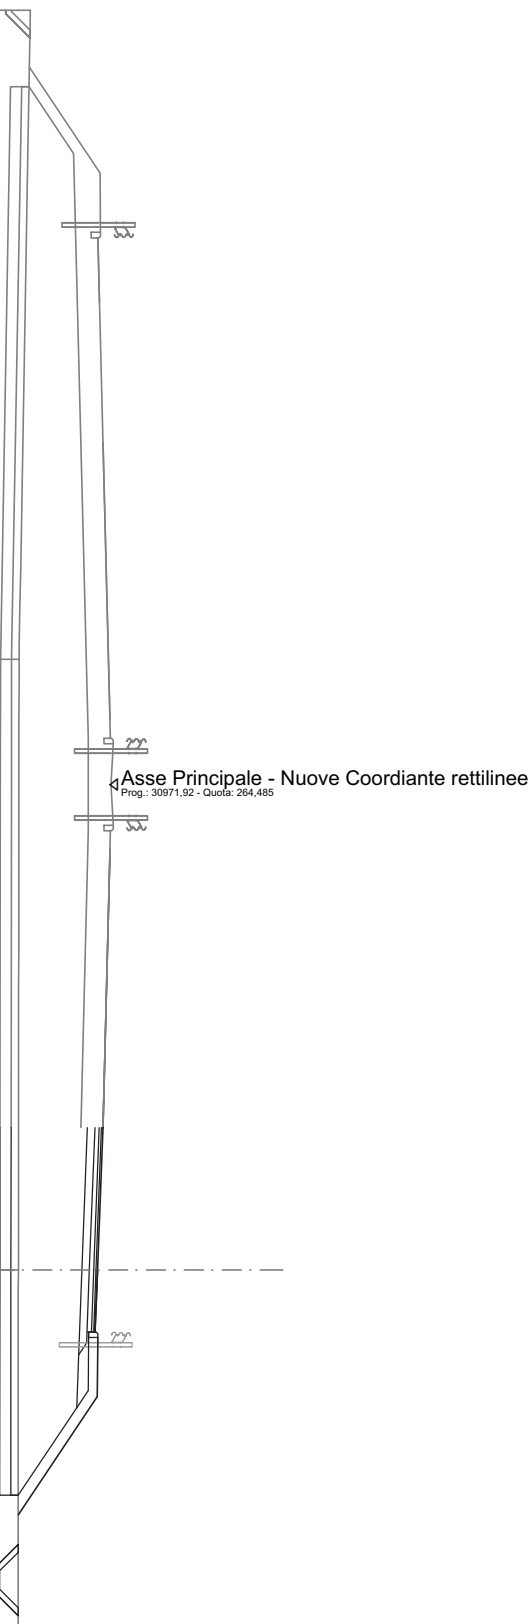 Asse Principale - Nuove Coordiante rettilinee
Prog.: 30971,92 - Quota: 264,485